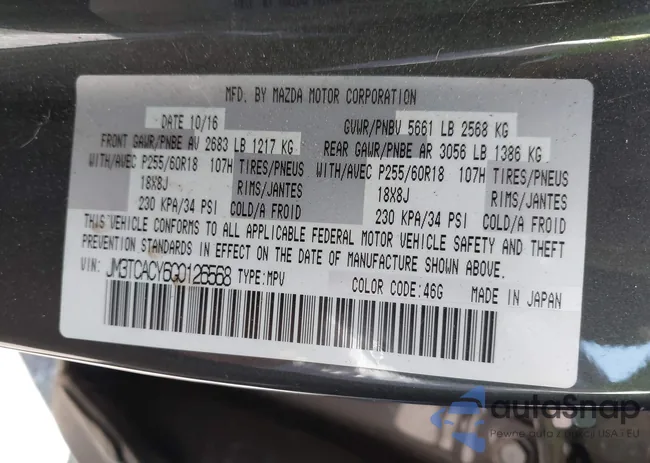 MFD. BY MAZDA MOTOR CORPORATION
DATE 10/16 GVWR/PNBV 5661 LB 2568 KG
FRONT GAWR/PNBE AV 2683 LB 1217 KG REAR GAWR/PNBE AR 3056 LB 1386 KG
WITH/AVEC P255/60R18 107H TIRES/PNEUS WITH/AVEC P255/60R18 107H TIRES/PNEUS
18X8J RIMS/JANTES 18X8J RIMS/JANTES
230 KPA/34 PSI COLD/A FROID 230 KPA/34 PSI COLD/A FROID
THIS VEHICLE CONFORMS TO ALL APPLICABLE FEDERAL MOTOR VEHICLE SAFETY AND THEFT
PREVENTION STANDARDS IN EFFECT ON THE DATE OF MANUFACTURE SHOWN ABOVE.
VIN: JM3TCACY6G0126568 TYPE:MPV COLOR CODE:46G MADE IN JAPAN
autoSnap
Pewne auta z aukcji USA i EU